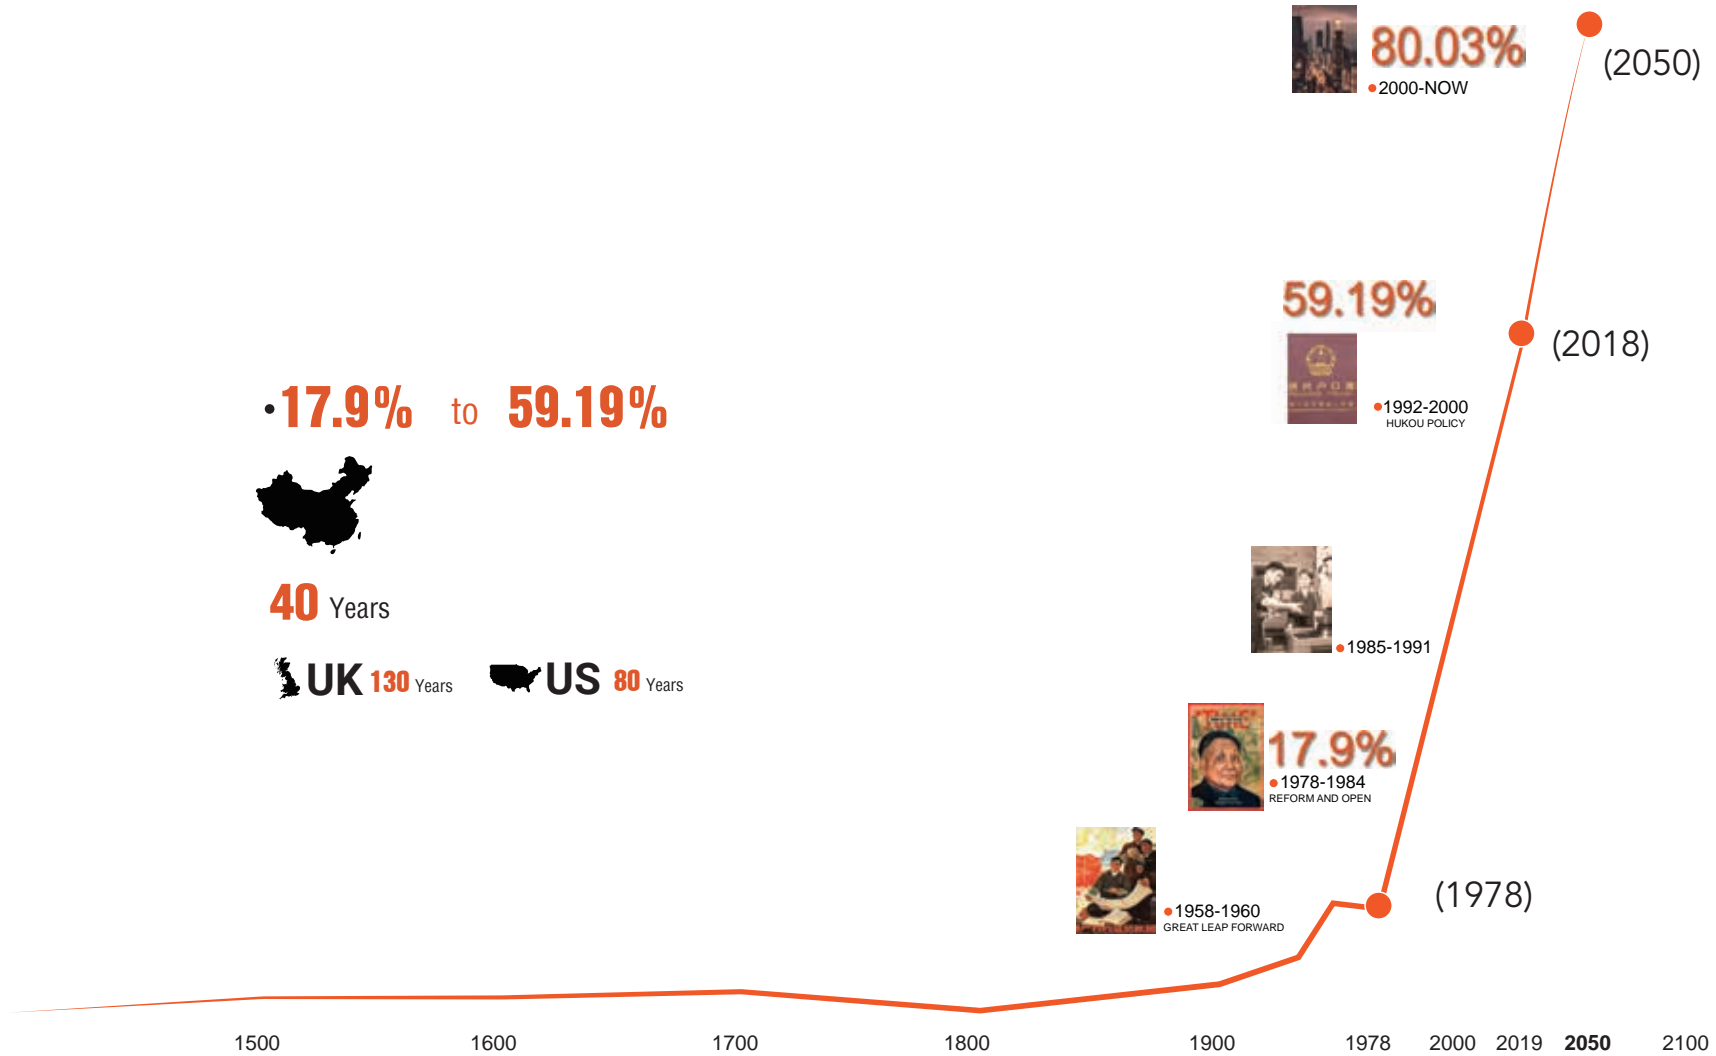 80.03%
(2050)
2000-NOW
59.19%
(2018)
1992-2000
HUKOU POLICY
•17.9% to 59.19%
40 Years
UK 130 Years US 80 Years
1985-1991
17.9%
1978-1984
REFORM AND OPEN
(1978)
1958-1960
GREAT LEAP FORWARD
1500 1600 1700 1800 1900 1978 2000 2019 2050 2100